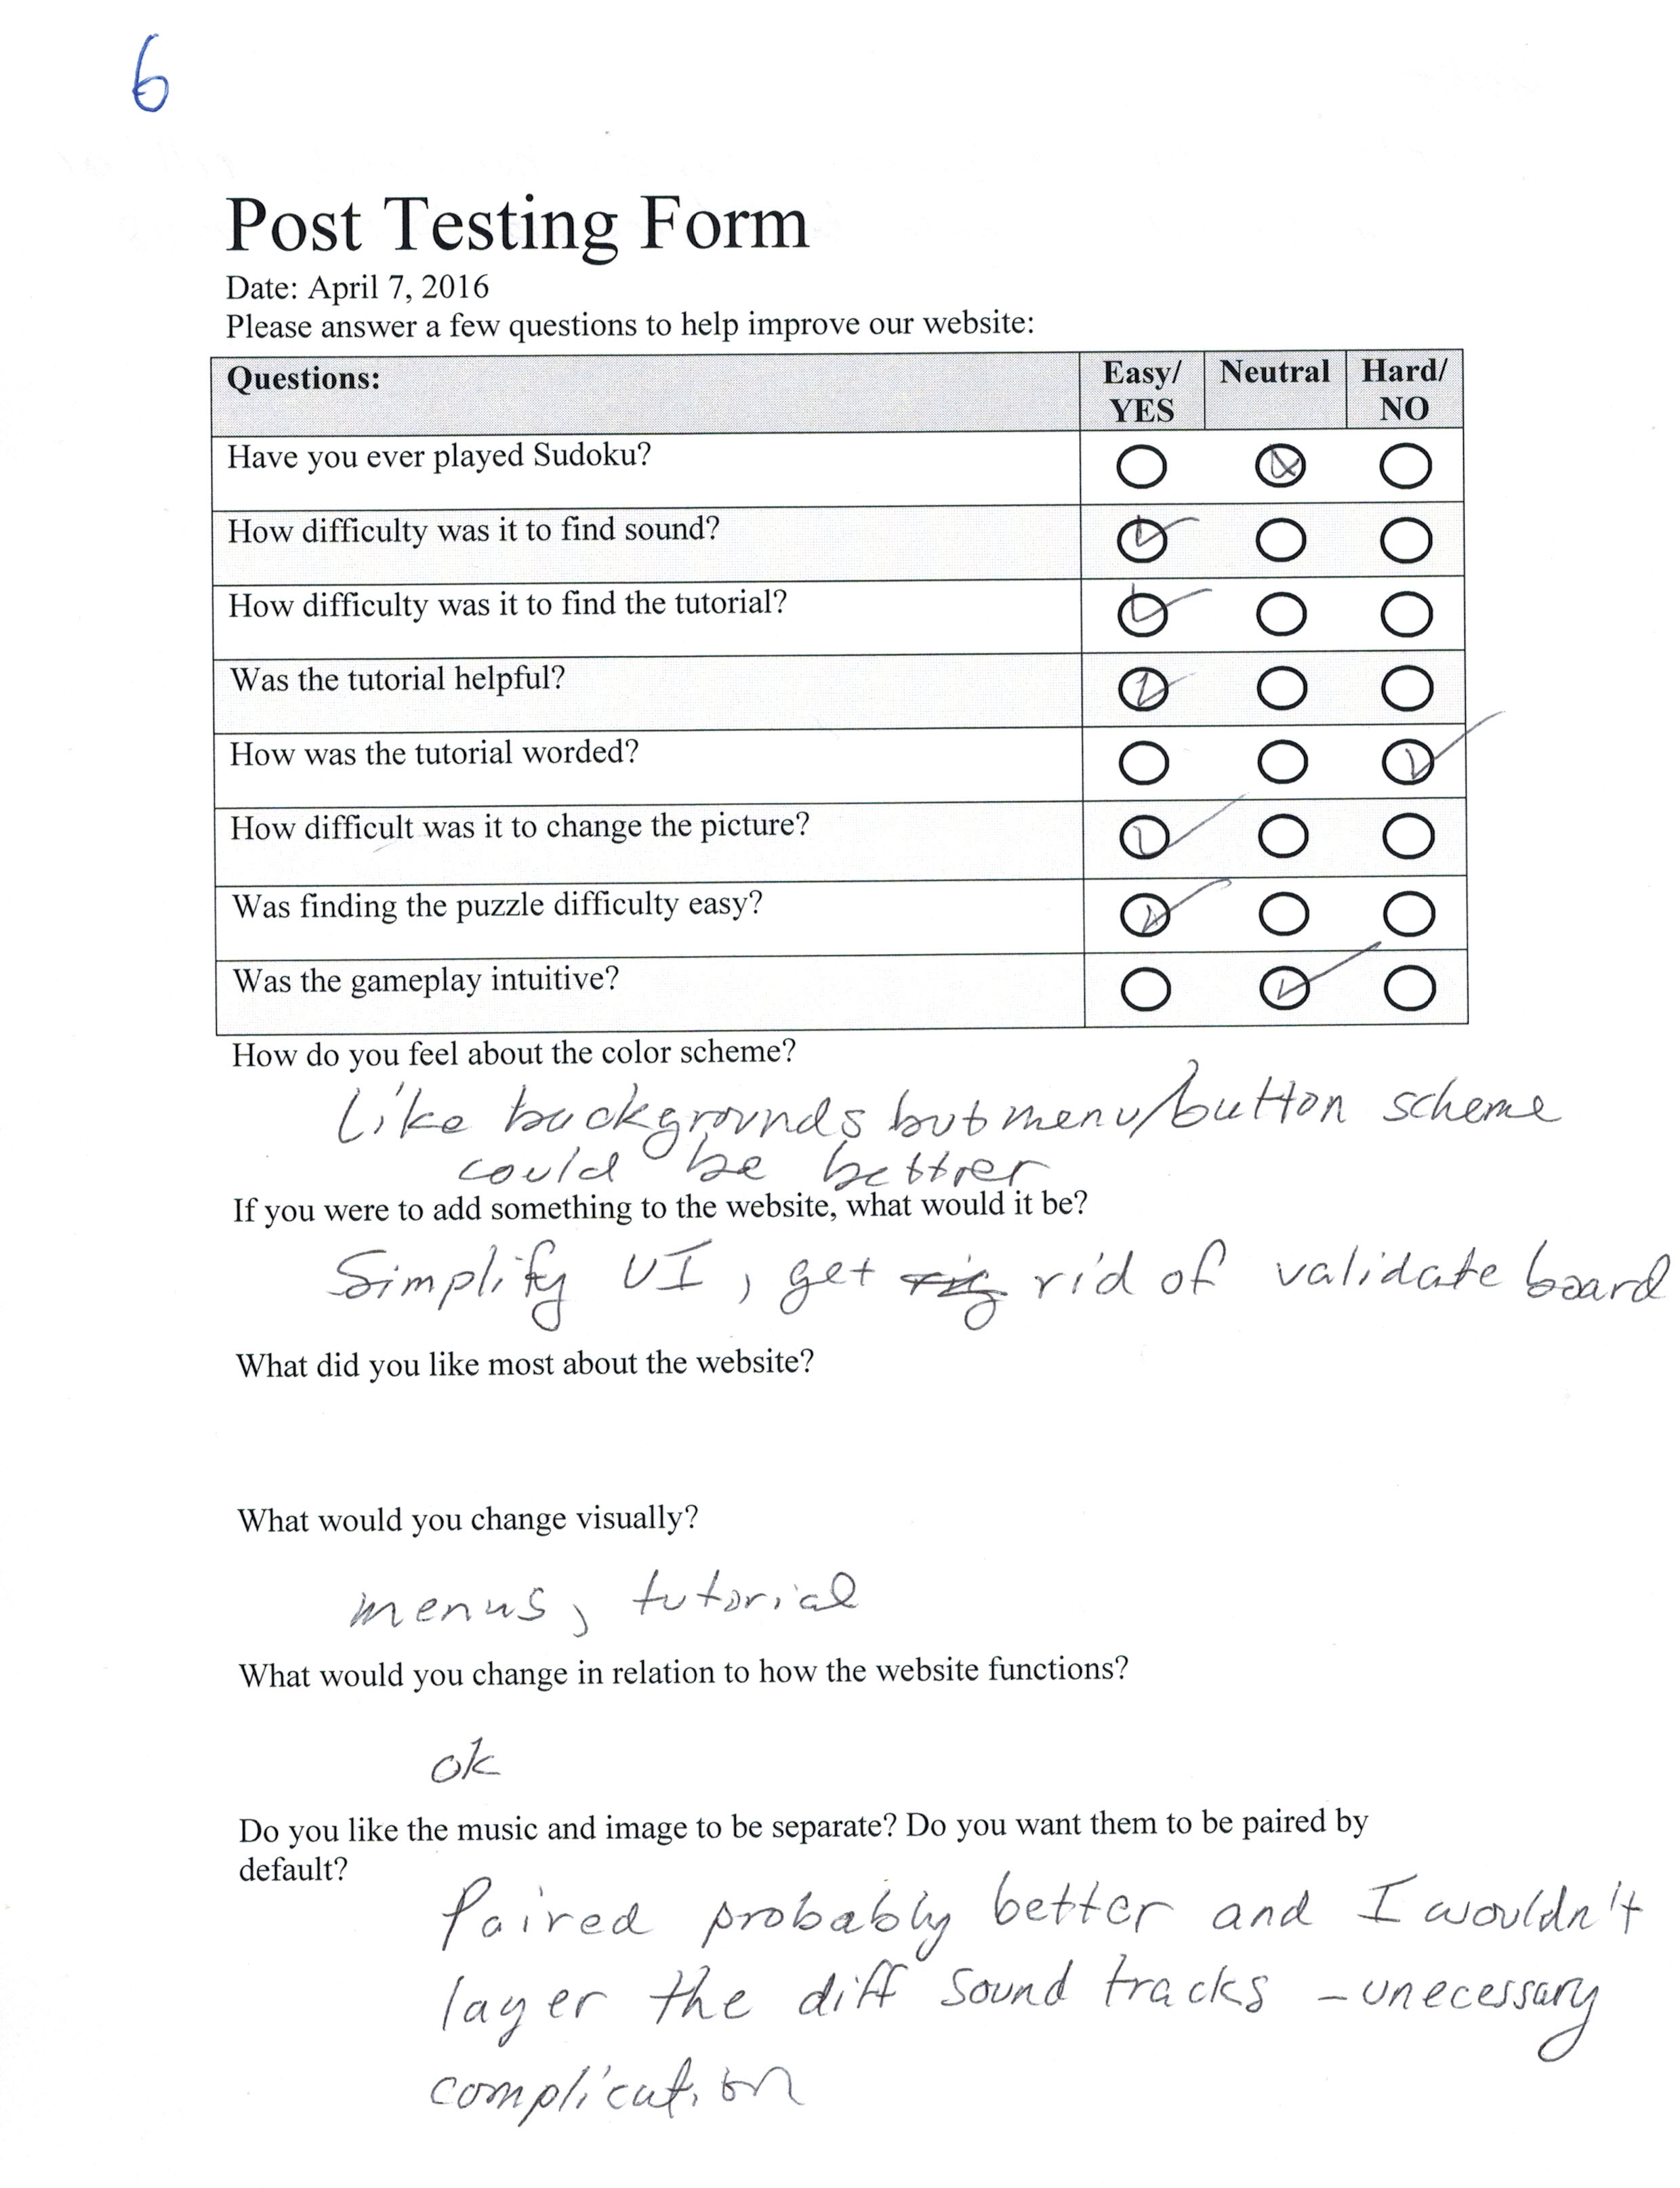 6
Post Testing Form
Date: April 7, 2016
Please answer a few questions to help improve our website:
Questions: Easy/ YES Neutral Hard/ NO
Have you ever played Sudoku?
How difficulty was it to find sound?
How difficulty was it to find the tutorial?
Was the tutorial helpful?
How was the tutorial worded?
How difficult was it to change the picture?
Was finding the puzzle difficulty easy?
Was the gameplay intuitive?
How do you feel about the color scheme?
Like backgrounds but menu/button scheme
could be better
If you were to add something to the website, what would it be?
Simplify UI, get rid of validate board
What did you like most about the website?
What would you change visually?
menus, tutorial
What would you change in relation to how the website functions?
ok
Do you like the music and image to be separate? Do you want them to be paired by
default?
Paired probably better and I wouldn't
layer the diff sound tracks - unecessary
complication